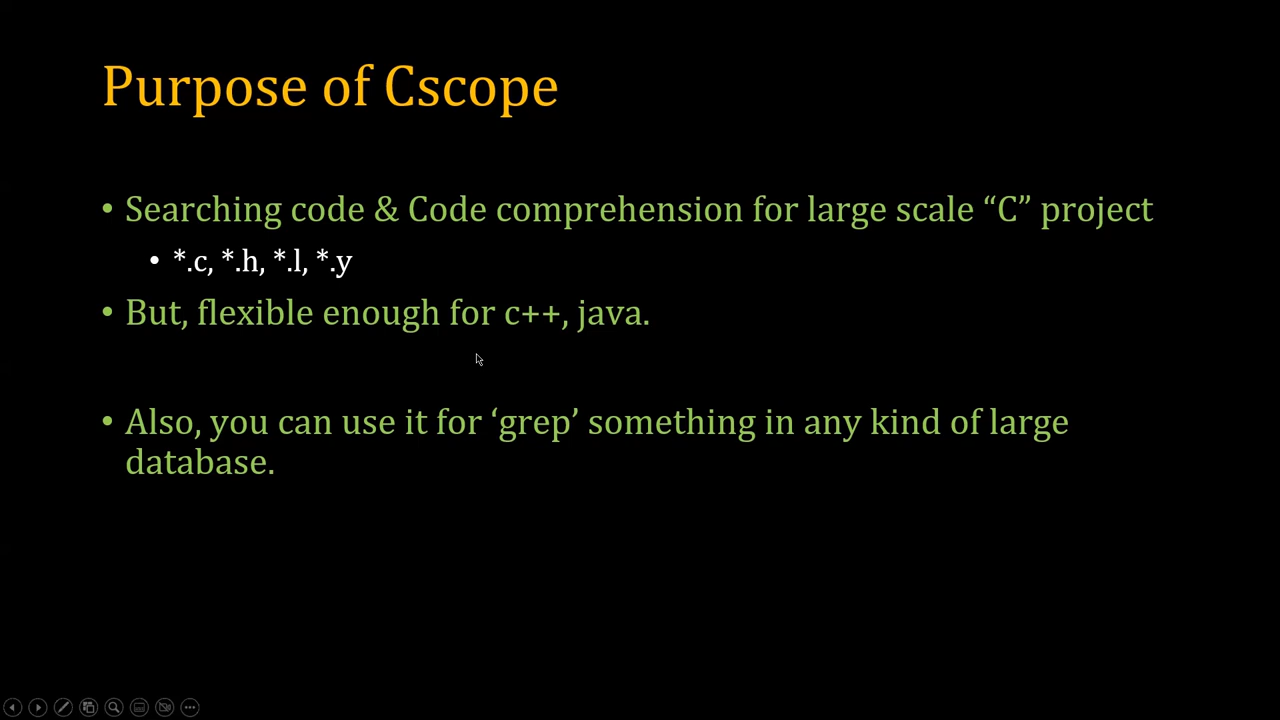 Purpose of Cscope
• Searching code & Code comprehension for large scale “C” project
• *.c, *.h, *.l, *.y
• But, flexible enough for c++, java.
• Also, you can use it for ‘grep’ something in any kind of large
database.